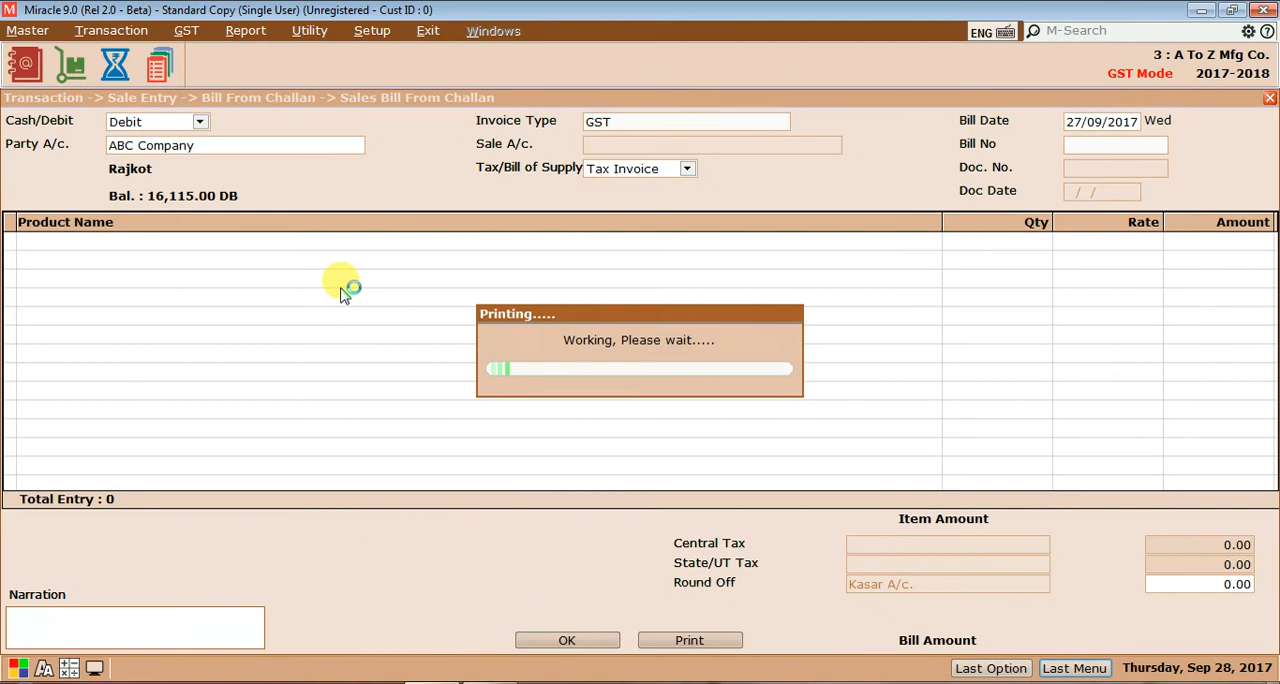 Miracle 9.0 (Rel 2.0 - Beta) - Standard Copy (Single User) (Unregistered - Cust ID : 0)
Master Transaction GST Report Utility Setup Exit Windows ENG M-Search
3 : A To Z Mfg Co.
GST Mode 2017-2018
Transaction -> Sale Entry -> Bill From Challan -> Sales Bill From Challan
Cash/Debit Debit Invoice Type GST Bill Date 27/09/2017 Wed
Party A/c. ABC Company Sale A/c. Bill No
Rajkot Tax/Bill of Supply Tax Invoice Doc. No.
Bal. : 16,115.00 DB Doc Date / /
Product Name Qty Rate Amount
Printing.....
Working, Please wait.....
Total Entry : 0
Item Amount
Central Tax 0.00
State/UT Tax 0.00
Round Off Kasar A/c. 0.00
Narration
OK Print Bill Amount
Last Option Last Menu Thursday, Sep 28, 2017